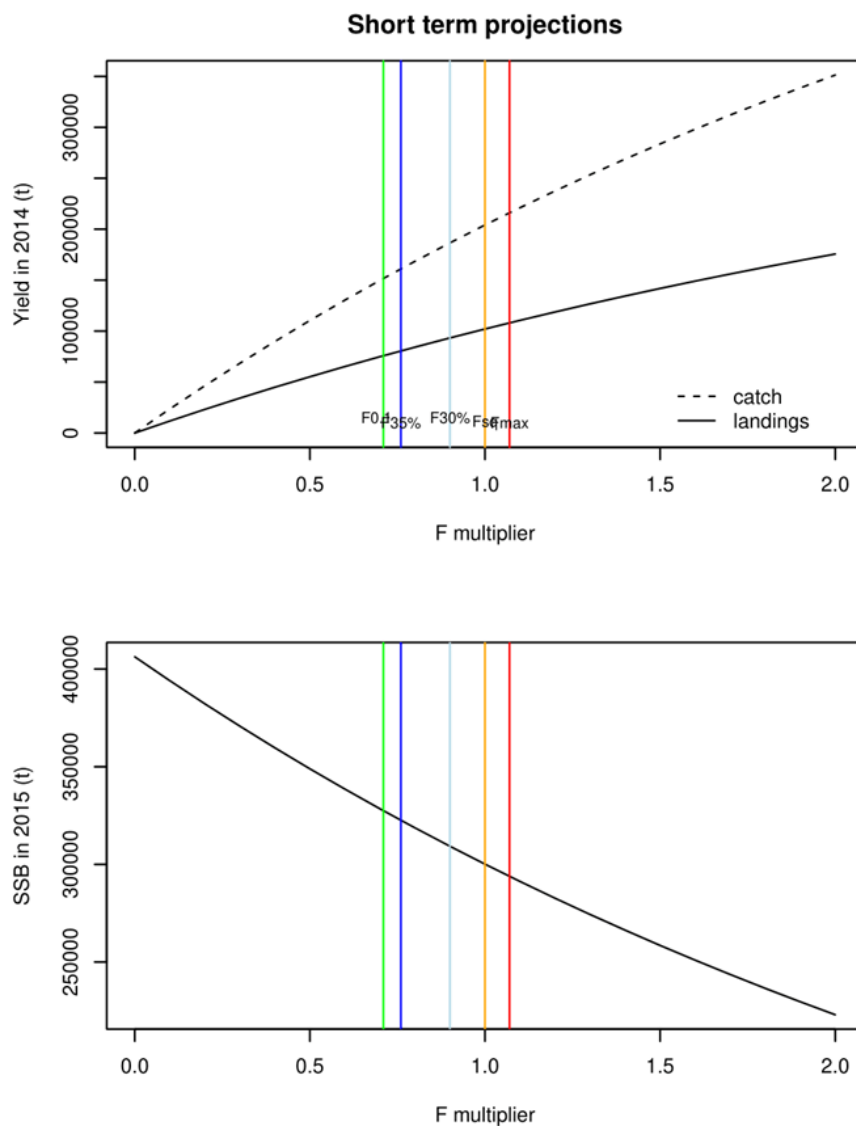 Short term projections
Yield in 2014 (t)
300000
200000
100000
0
catch
landings
F0.1
F35%
F30%
Fsq
Fmax
0.0 0.5 1.0 1.5 2.0
F multiplier
SSB in 2015 (t)
400000
350000
300000
250000
0.0 0.5 1.0 1.5 2.0
F multiplier